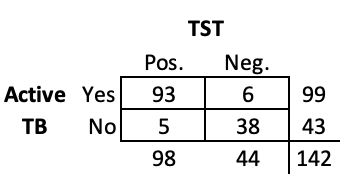 TST
Pos. Neg.
Active Yes 93 6 99
TB No 5 38 43
98 44 142